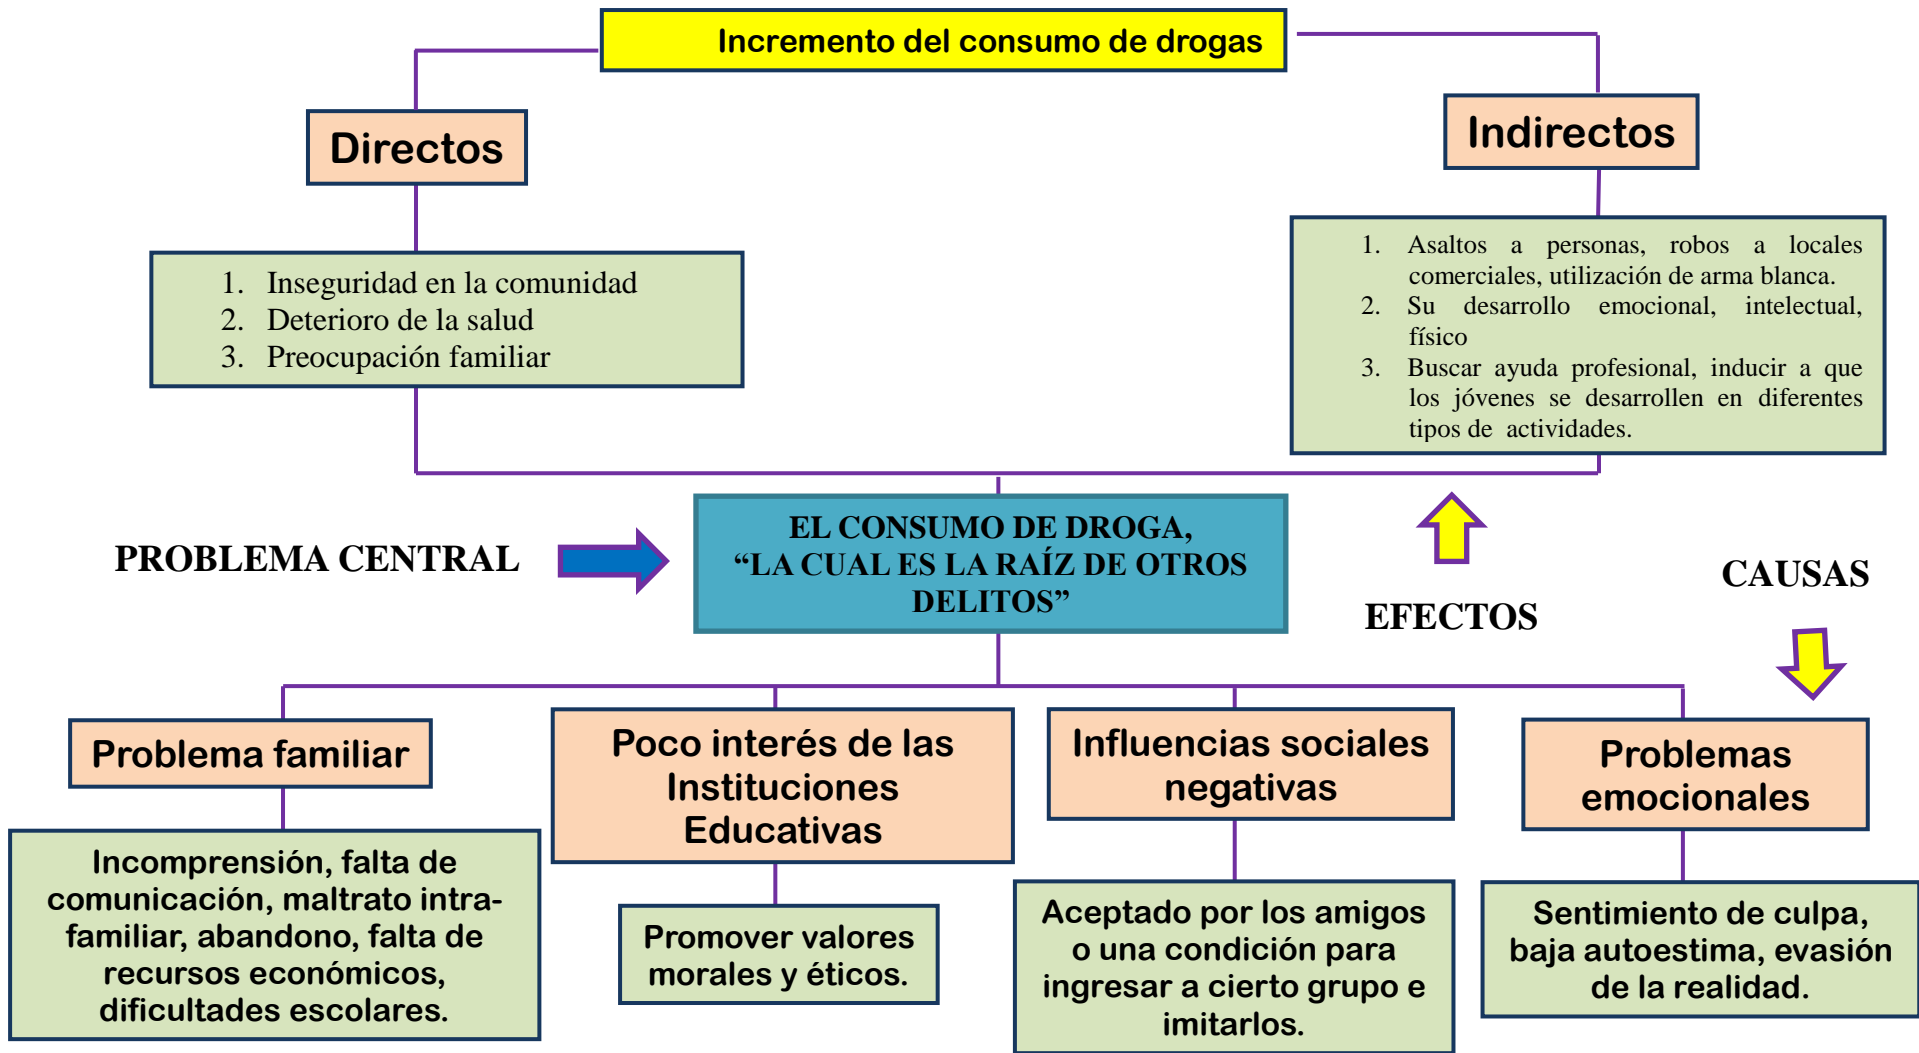 Incremento del consumo de drogas
Directos
Indirectos
1. Inseguridad en la comunidad
2. Deterioro de la salud
3. Preocupación familiar
1. Asaltos a personas, robos a locales
comerciales, utilización de arma blanca.
2. Su desarrollo emocional, intelectual,
físico
3. Buscar ayuda profesional, inducir a que
los jóvenes se desarrollen en diferentes
tipos de actividades.
PROBLEMA CENTRAL
EL CONSUMO DE DROGA,
“LA CUAL ES LA RAÍZ DE OTROS
DELITOS”
EFECTOS
CAUSAS
Problema familiar
Poco interés de las
Instituciones
Educativas
Influencias sociales
negativas
Problemas
emocionales
Incomprensión, falta de
comunicación, maltrato intra-
familiar, abandono, falta de
recursos económicos,
dificultades escolares.
Promover valores
morales y éticos.
Aceptado por los amigos
o una condición para
ingresar a cierto grupo e
imitarlos.
Sentimiento de culpa,
baja autoestima, evasión
de la realidad.